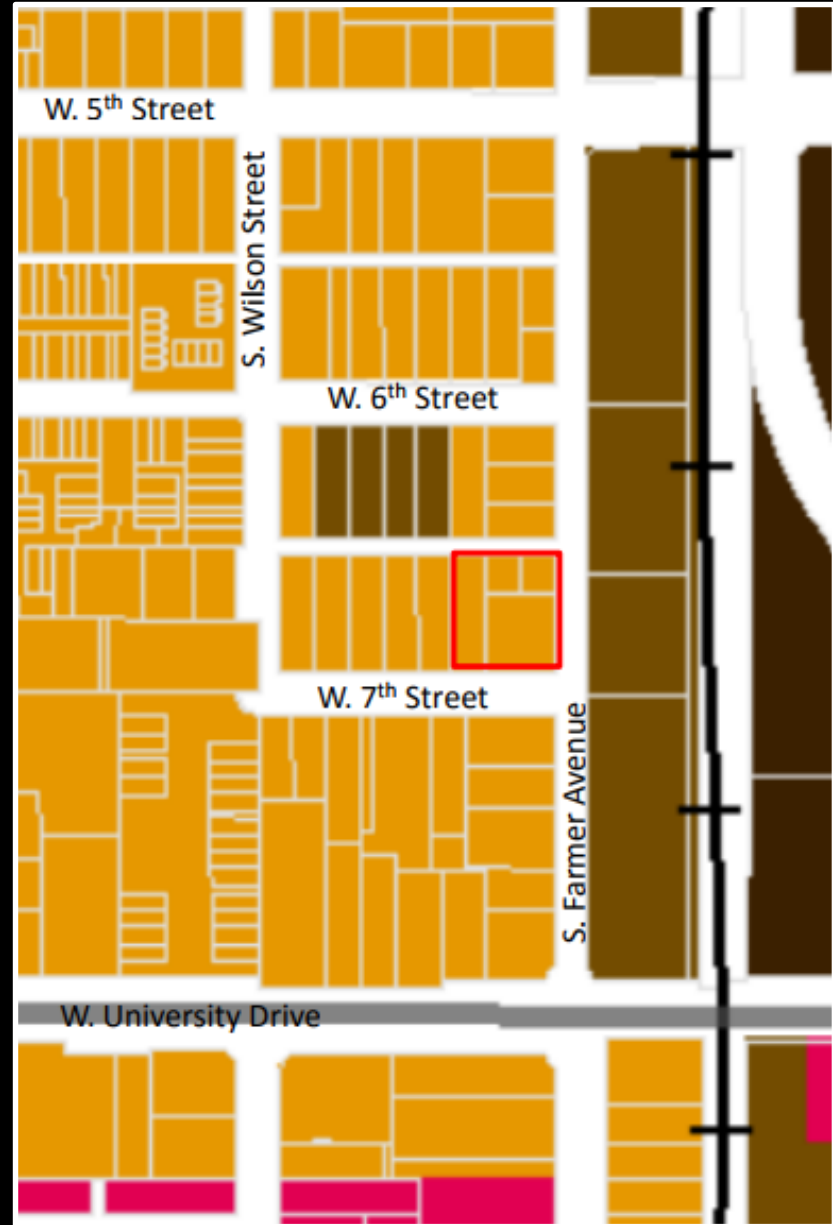 W. 5th Street
S. Wilson Street
W. 6th Street
W. 7th Street
S. Farmer Avenue
W. University Drive